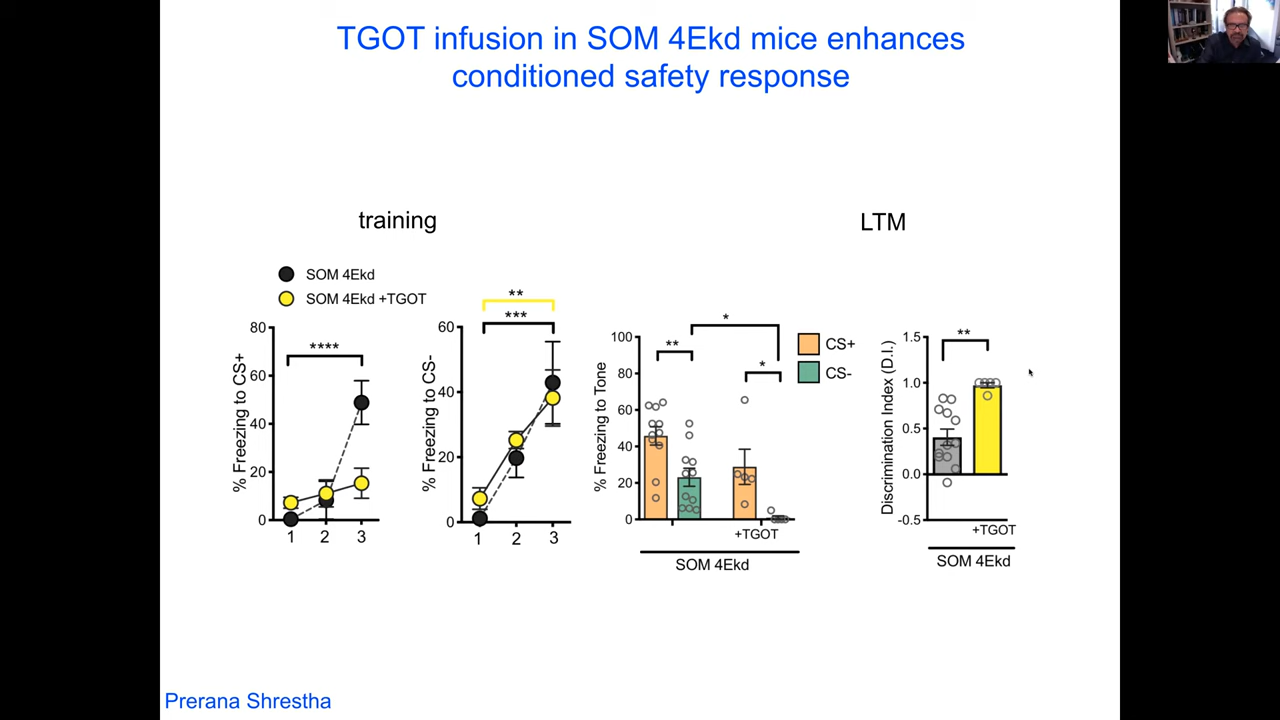 TGOT infusion in SOM 4Ekd mice enhances
conditioned safety response
training
LTM
SOM 4Ekd
SOM 4Ekd +TGOT
% Freezing to CS+
80
60
40
20
0
****
1 2 3
% Freezing to CS-
60
40
20
0
**
***
1 2 3
% Freezing to Tone
100
80
60
40
20
0
**
*
*
CS+
CS-
+TGOT
SOM 4Ekd
Discrimination Index (D.I.)
1.5
1.0
0.5
0.0
-0.5
**
+TGOT
SOM 4Ekd
Prerana Shrestha